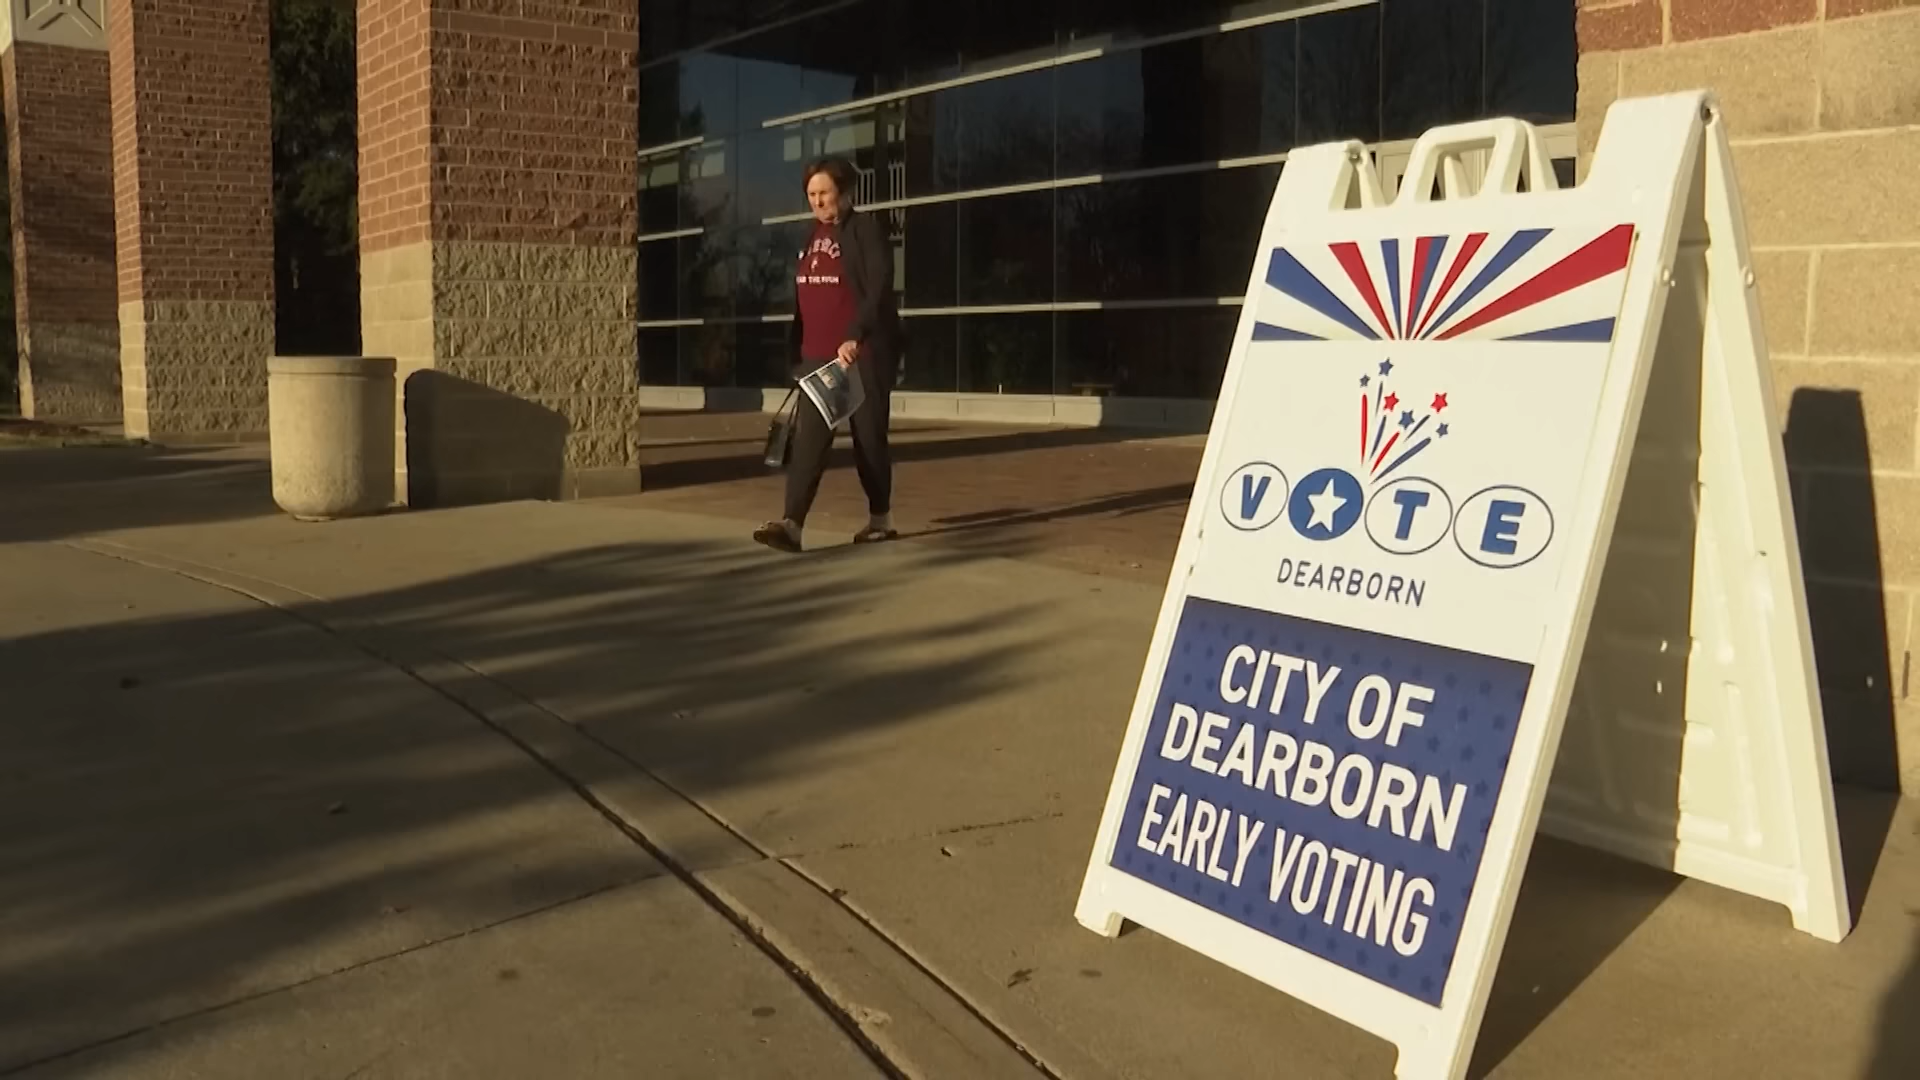 VOTE
DEARBORN
CITY OF
DEARBORN
EARLY VOTING